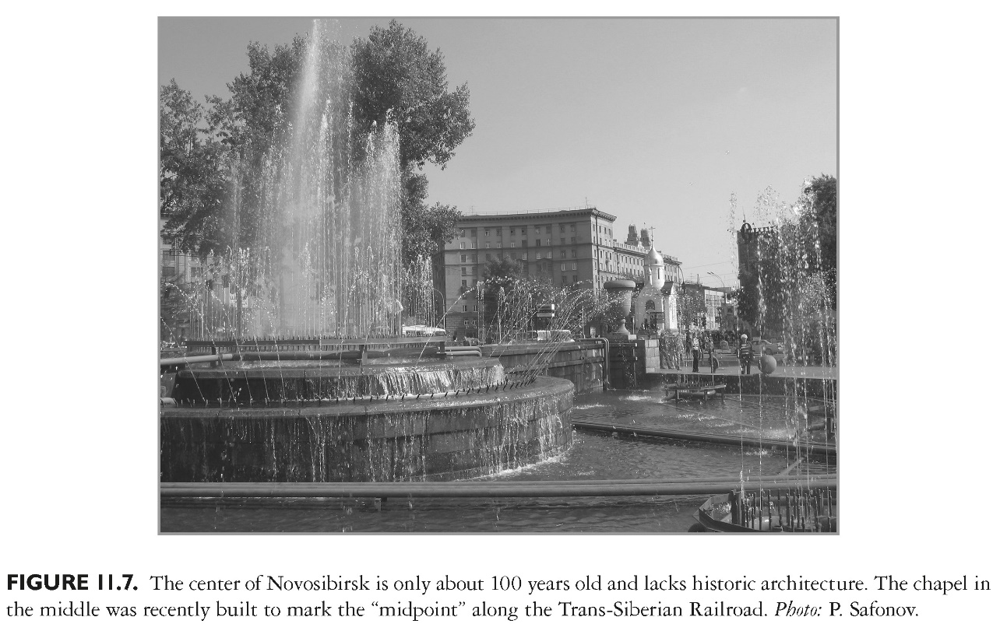 FIGURE 11.7. The center of Novosibirsk is only about 100 years old and lacks historic architecture. The chapel in
the middle was recently built to mark the “midpoint” along the Trans-Siberian Railroad. Photo: P. Safonov.